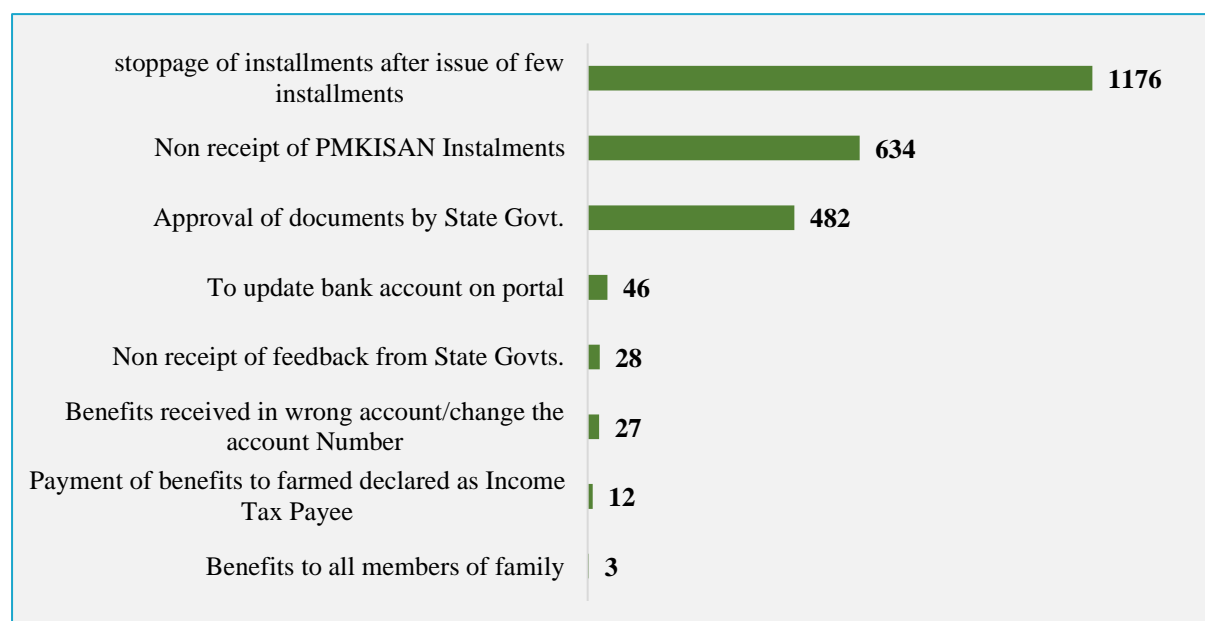 stoppage of installments after issue of few
installments
1176
Non receipt of PMKISAN Instalments
634
Approval of documents by State Govt.
482
To update bank account on portal
46
Non receipt of feedback from State Govts.
28
Benefits received in wrong account/change the
account Number
27
Payment of benefits to farmed declared as Income
Tax Payee
12
Benefits to all members of family
3